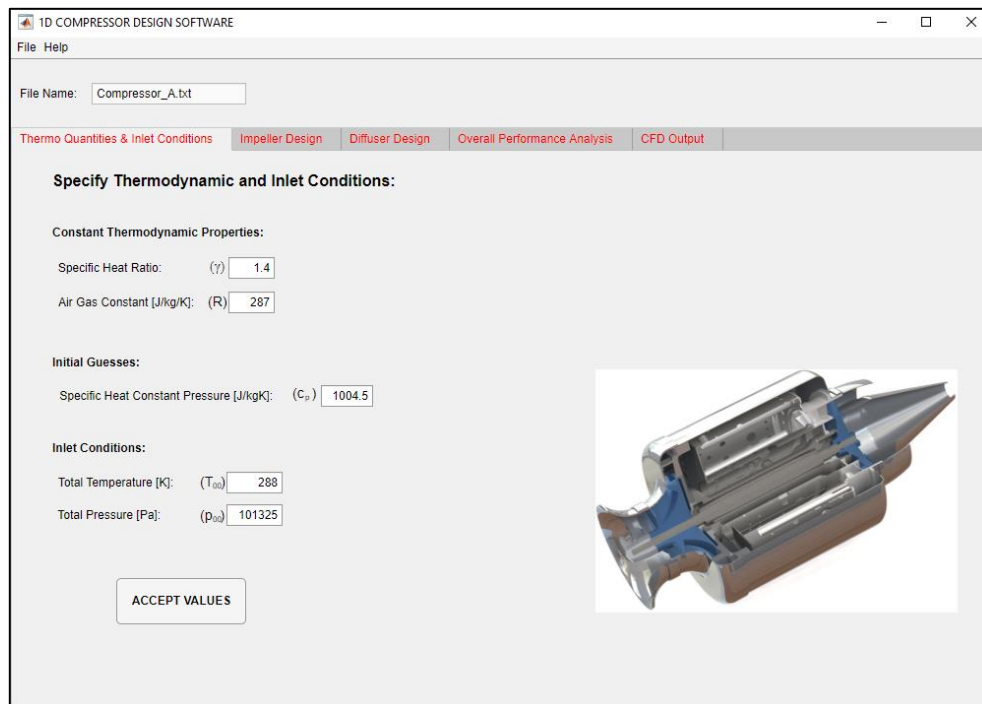 1D COMPRESSOR DESIGN SOFTWARE
File Help
File Name: Compressor_A.txt
Thermo Quantities & Inlet Conditions Impeller Design Diffuser Design Overall Performance Analysis CFD Output
Specify Thermodynamic and Inlet Conditions:
Constant Thermodynamic Properties:
Specific Heat Ratio: (γ) 1.4
Air Gas Constant [J/kg/K]: (R) 287
Initial Guesses:
Specific Heat Constant Pressure [J/kgK]: (cₚ) 1004.5
Inlet Conditions:
Total Temperature [K]: (T₀₀) 288
Total Pressure [Pa]: (p₀₀) 101325
ACCEPT VALUES